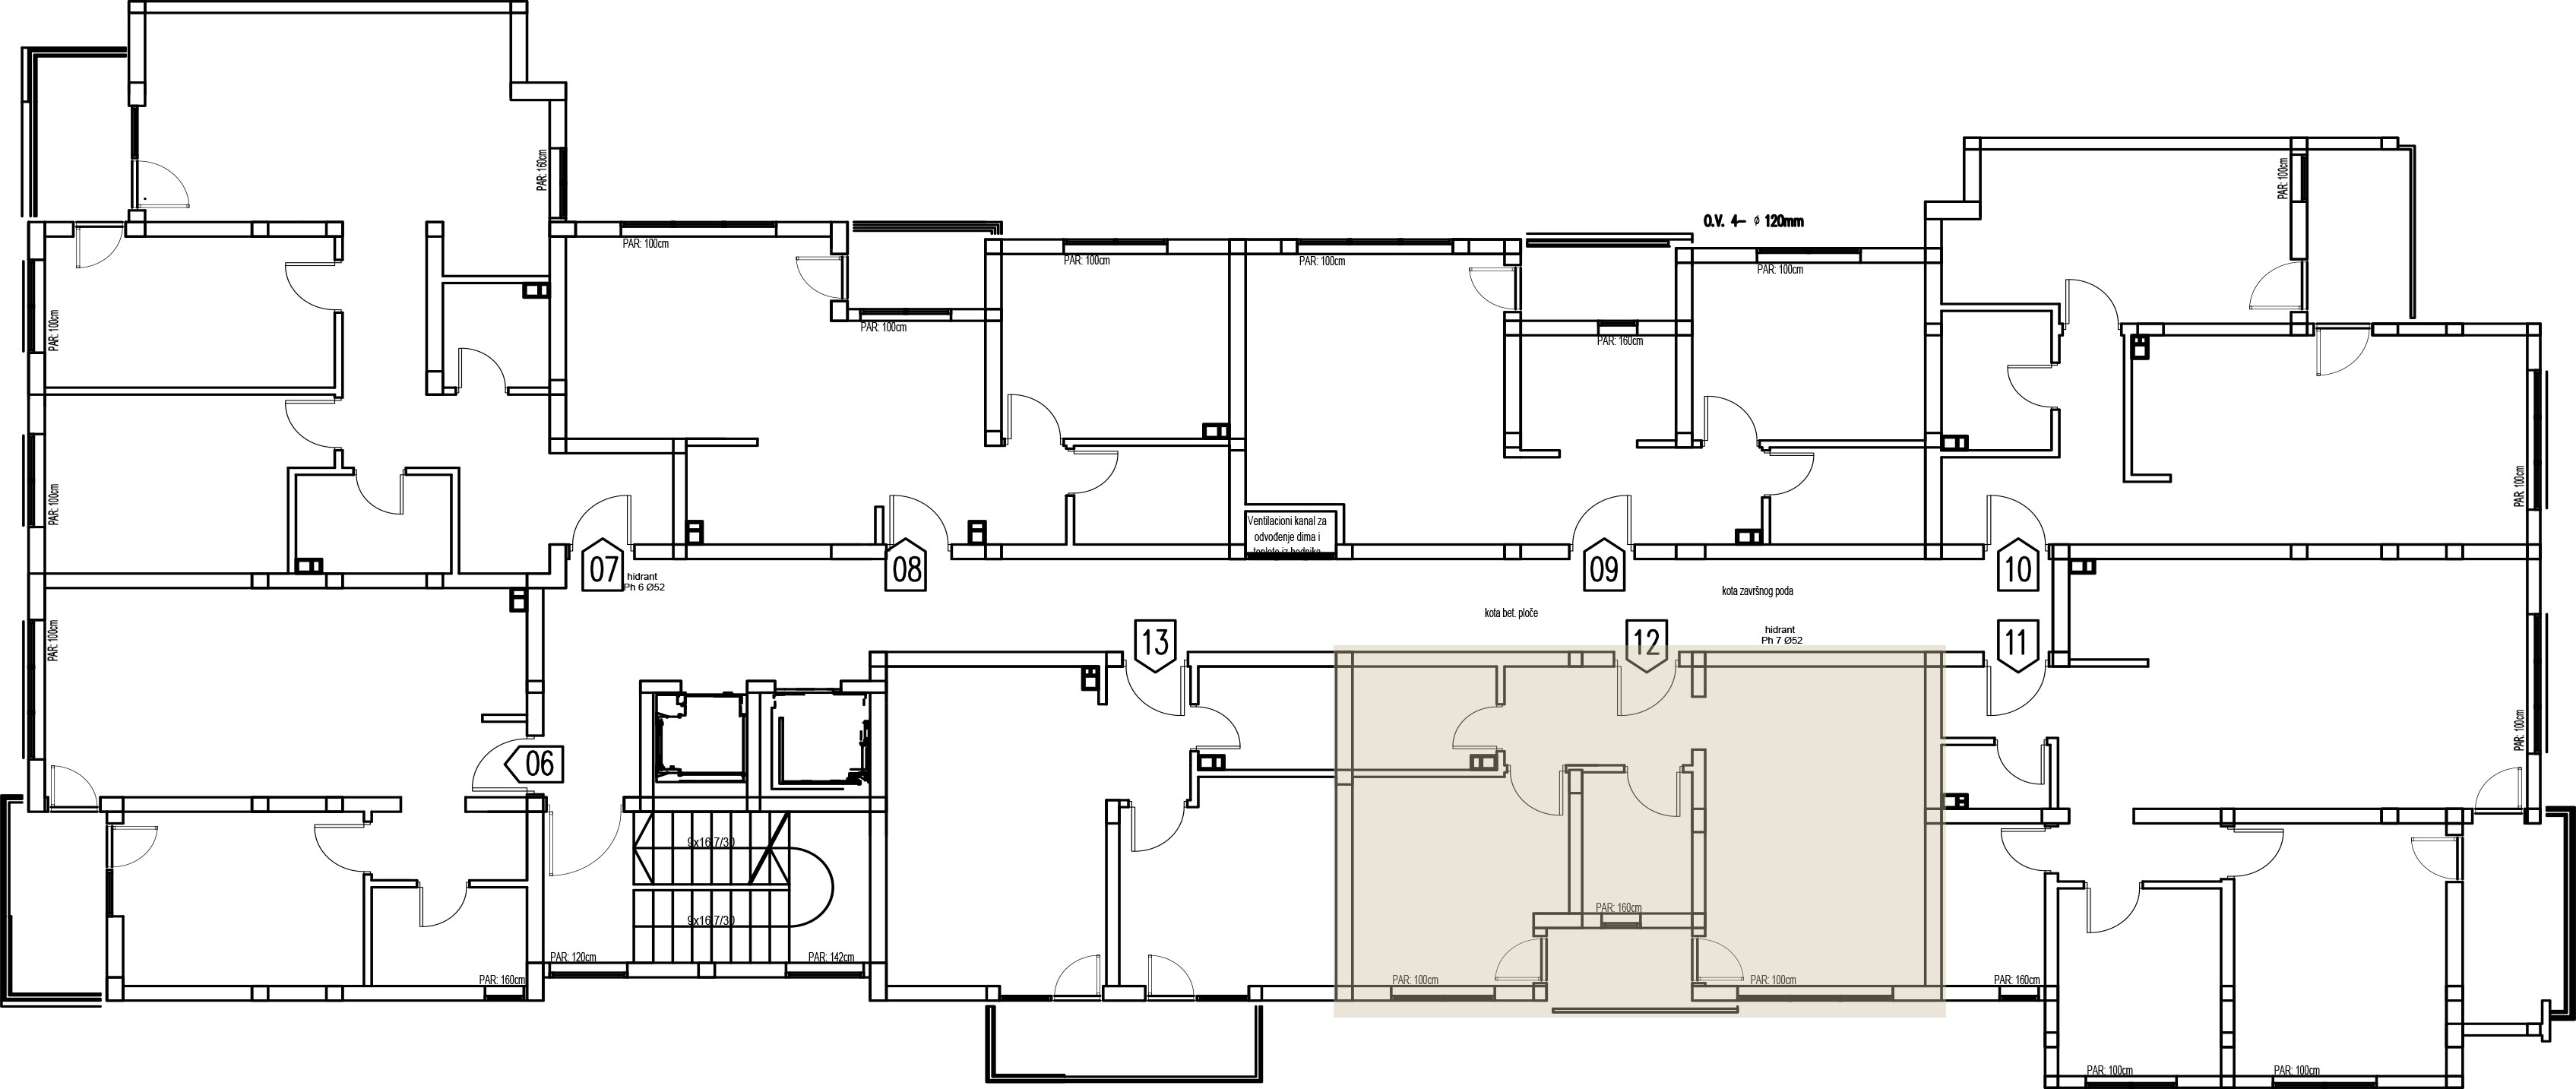 PAR: 160cm
PAR: 100cm
O.V. 4- ϕ 120mm
PAR: 100cm
PAR: 100cm
PAR: 100cm
PAR: 100cm
PAR: 100cm
PAR: 100cm
PAR: 100cm
PAR: 160cm
PAR: 100cm
PAR: 100cm
Ventilacioni kanal za
odvođenje dima i
toplote iz hodnika
07
08
09
10
hidrant
Ph 6 Ø52
kota završnog poda
kota bet. ploče
hidrant
Ph 7 Ø52
13
12
11
PAR: 100cm
PAR: 100cm
06
9x16,7/30
9x16,7/30
PAR: 160cm
PAR: 120cm
PAR: 142cm
PAR: 160cm
PAR: 100cm
PAR: 100cm
PAR: 160cm
PAR: 100cm
PAR: 100cm